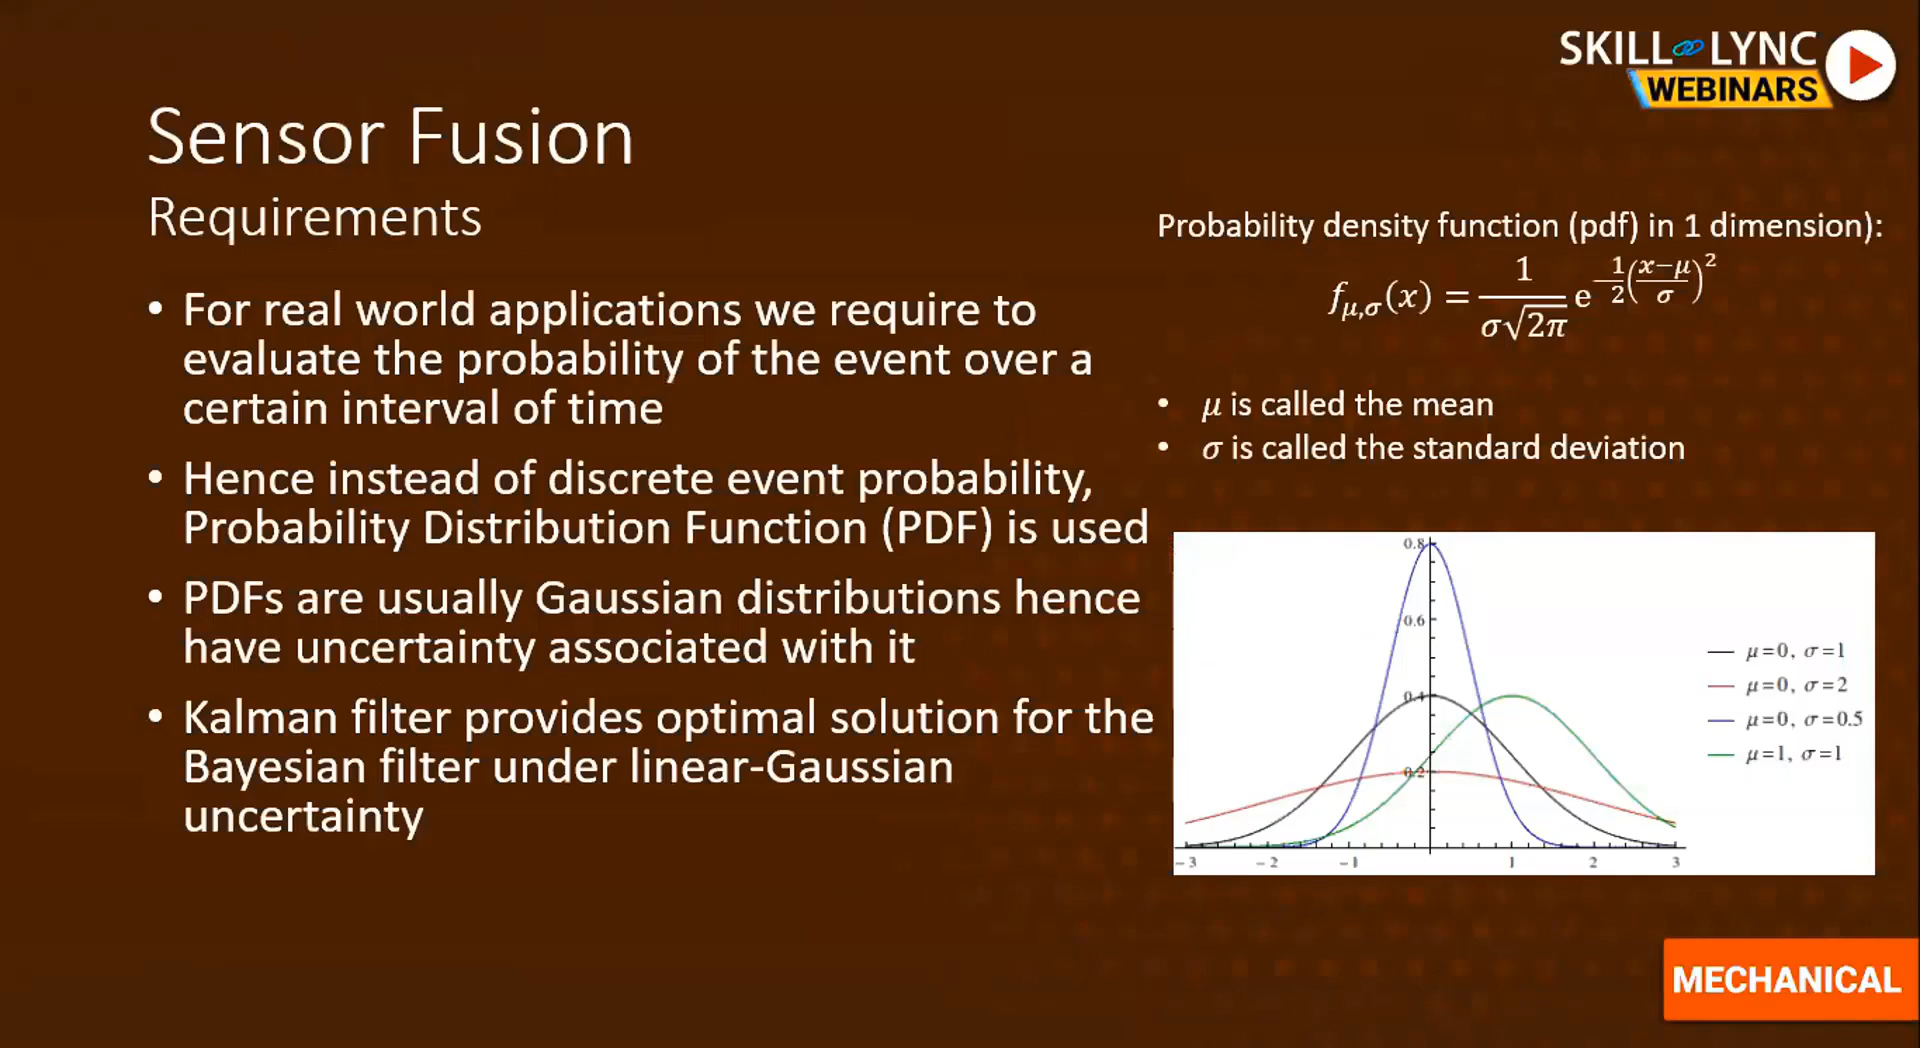 SKILL LYNC
WEBINARS
Sensor Fusion
Requirements
• For real world applications we require to
evaluate the probability of the event over a
certain interval of time
• Hence instead of discrete event probability,
Probability Distribution Function (PDF) is used
• PDFs are usually Gaussian distributions hence
have uncertainty associated with it
• Kalman filter provides optimal solution for the
Bayesian filter under linear-Gaussian
uncertainty
Probability density function (pdf) in 1 dimension):
f_{μ,σ}(x) = \frac{1}{σ\sqrt{2π}} e^{-\frac{1}{2}(\frac{x-μ}{σ})^2}
• μ is called the mean
• σ is called the standard deviation
0.8
0.6
0.4
0.2
-3 -2 -1 1 2 3
μ=0, σ=1
μ=0, σ=2
μ=0, σ=0.5
μ=1, σ=1
MECHANICAL